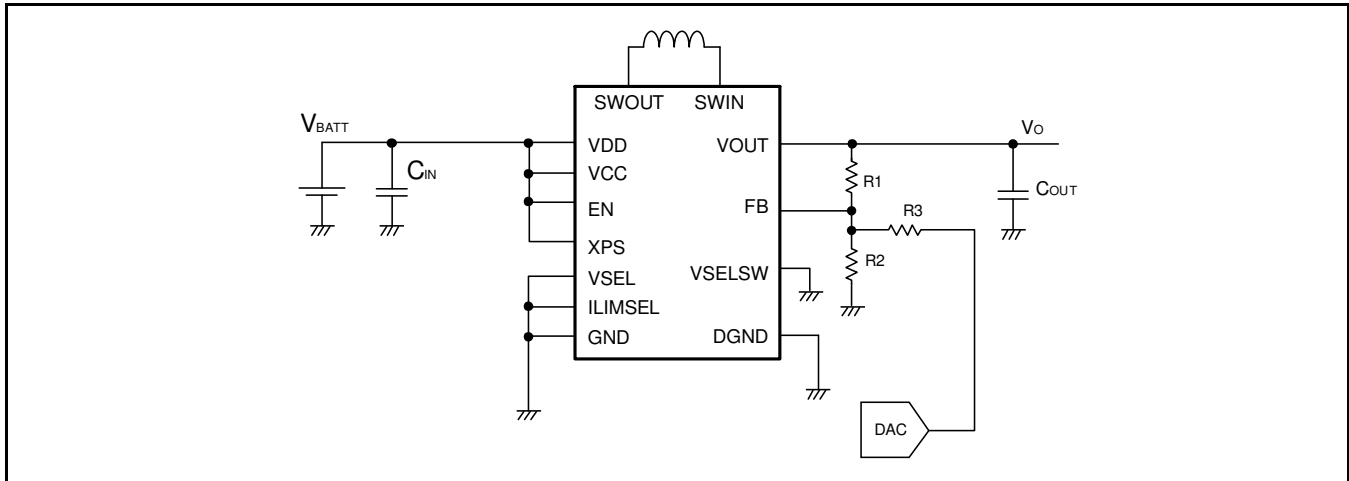 SWOUT SWIN
VBATT
CIN
VDD
VCC
EN
XPS
VSEL
ILIMSEL
GND
VOUT
FB
VSELSW
DGND
R1
R2
R3
VO
COUT
DAC